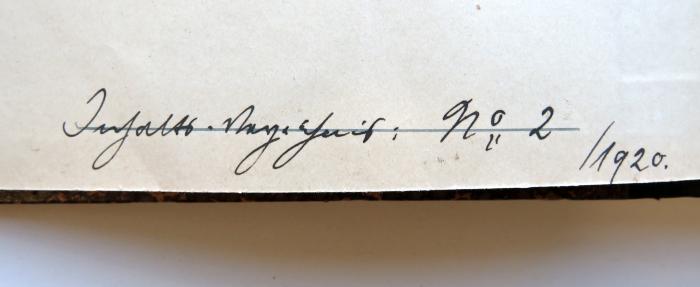 Inhalts-Verzeichnis: No 2
/1920.